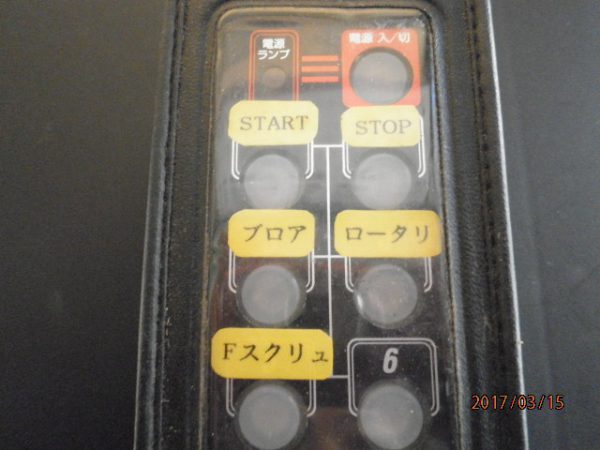 電源
ランプ
電源 入/切
START
STOP
ブロア
ロータリ
Fスクリュ
6
2017/03/15